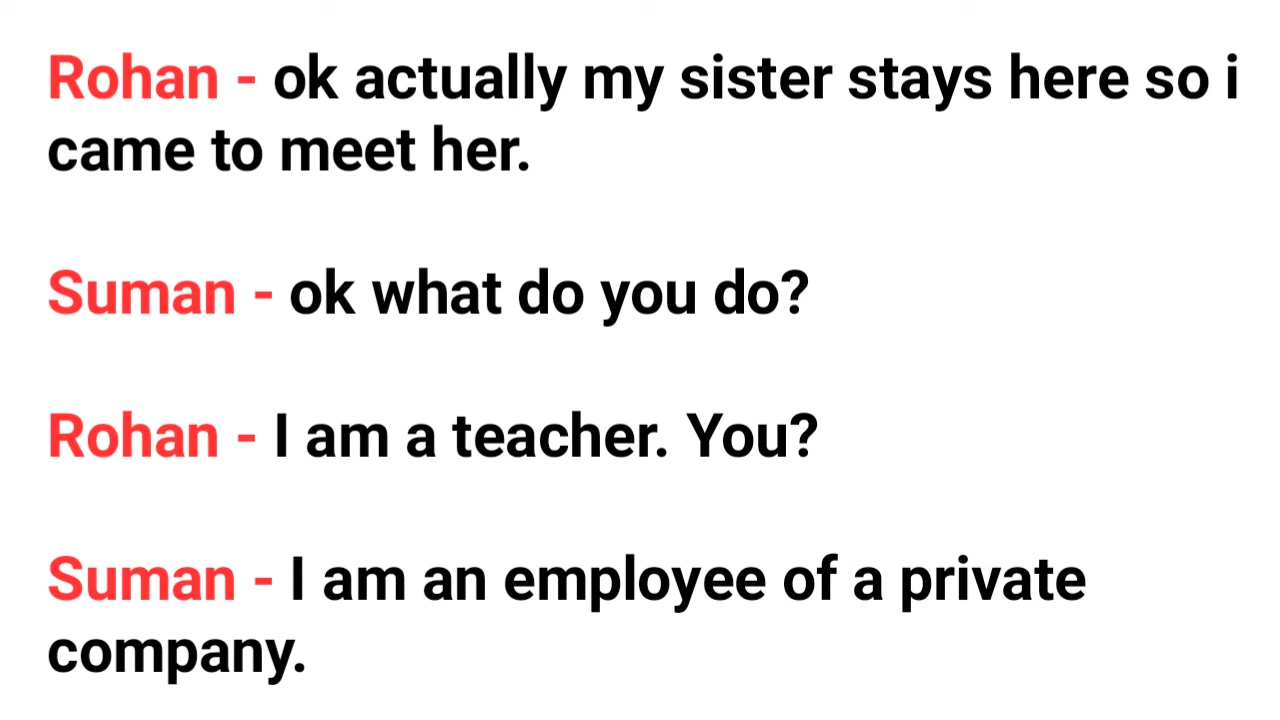 Rohan - ok actually my sister stays here so i
came to meet her.
Suman - ok what do you do?
Rohan - I am a teacher. You?
Suman - I am an employee of a private
company.